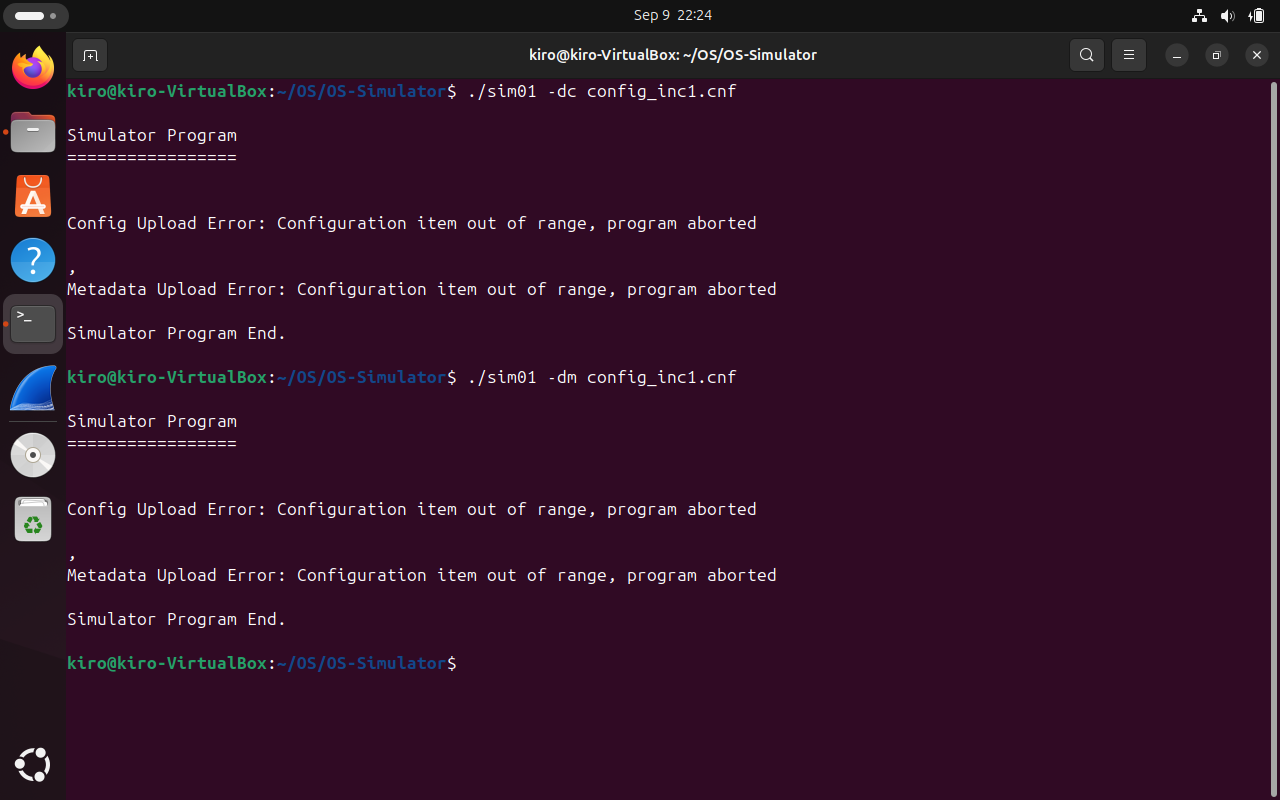 Sep 9 22:24
kiro@kiro-VirtualBox: ~/OS/OS-Simulator
kiro@kiro-VirtualBox:~/OS/OS-Simulator$ ./sim01 -dc config_inc1.cnf
Simulator Program
=================
Config Upload Error: Configuration item out of range, program aborted
,
Metadata Upload Error: Configuration item out of range, program aborted
Simulator Program End.
kiro@kiro-VirtualBox:~/OS/OS-Simulator$ ./sim01 -dm config_inc1.cnf
Simulator Program
=================
Config Upload Error: Configuration item out of range, program aborted
,
Metadata Upload Error: Configuration item out of range, program aborted
Simulator Program End.
kiro@kiro-VirtualBox:~/OS/OS-Simulator$